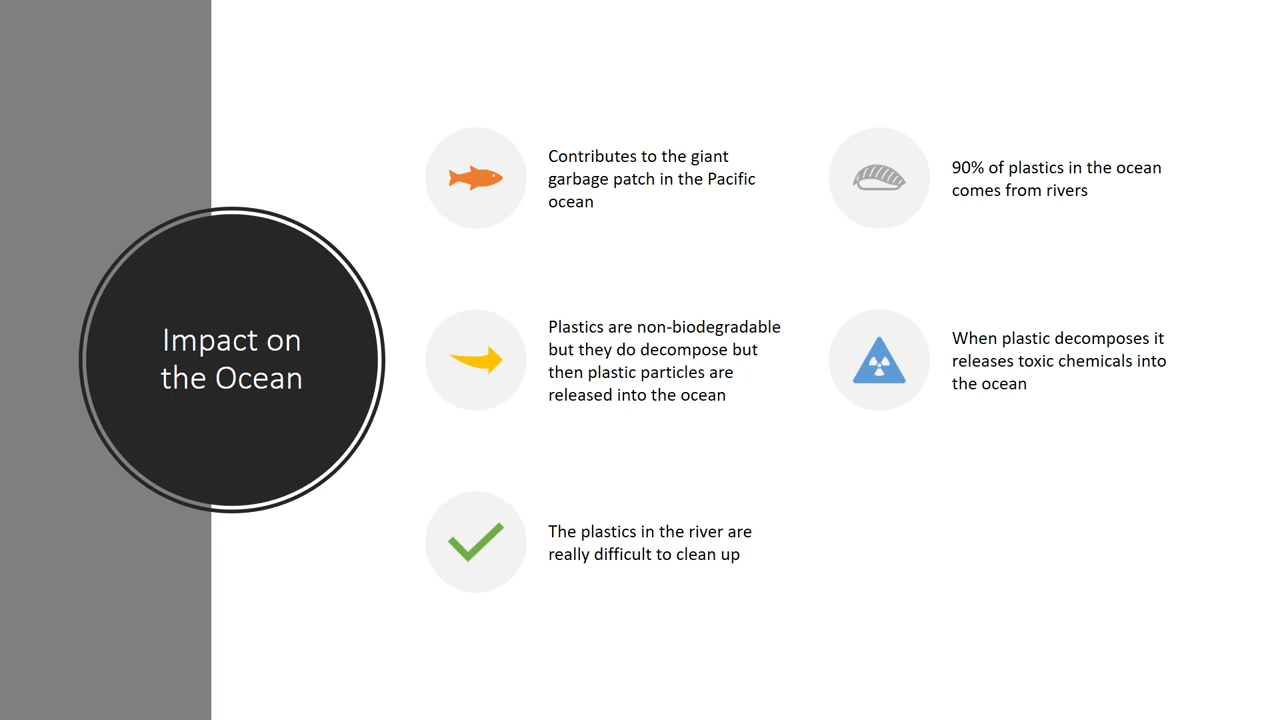 Impact on
the Ocean
Contributes to the giant
garbage patch in the Pacific
ocean
90% of plastics in the ocean
comes from rivers
Plastics are non-biodegradable
but they do decompose but
then plastic particles are
released into the ocean
When plastic decomposes it
releases toxic chemicals into
the ocean
The plastics in the river are
really difficult to clean up